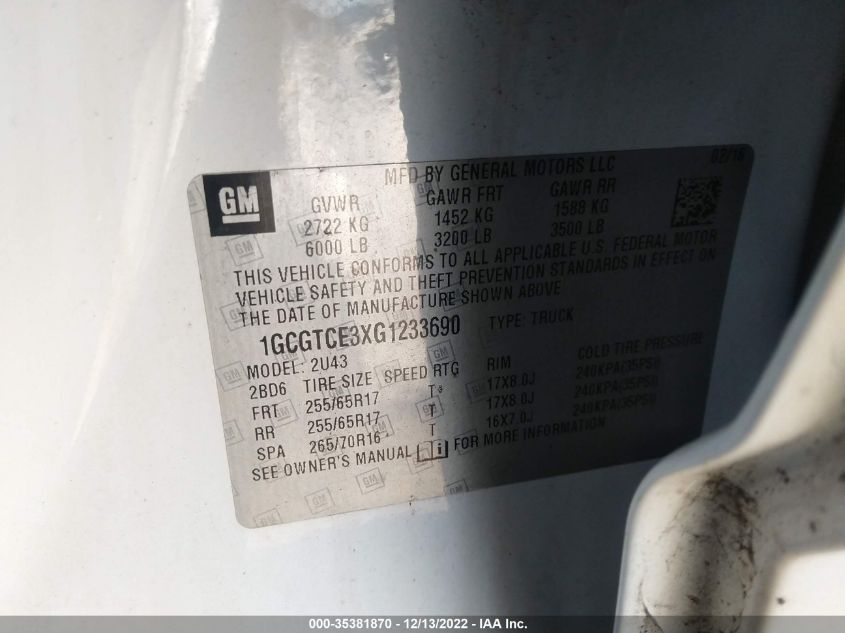 GM
MFD BY GENERAL MOTORS LLC 02/16
GVWR GAWR FRT GAWR RR
2722 KG 1452 KG 1588 KG
6000 LB 3200 LB 3500 LB
THIS VEHICLE CONFORMS TO ALL APPLICABLE U.S. FEDERAL MOTOR
VEHICLE SAFETY AND THEFT PREVENTION STANDARDS IN EFFECT ON
THE DATE OF MANUFACTURE SHOWN ABOVE
1GCGTCE3XG1233690 TYPE: TRUCK
MODEL: 2U43
2BD6 TIRE SIZE SPEED RTG RIM COLD TIRE PRESSURE
FRT 255/65R17 T 17X8.0J 240KPA(35PSI)
RR 255/65R17 T 17X8.0J 240KPA(35PSI)
SPA 265/70R16 T 16X7.0J 240KPA(35PSI)
SEE OWNER'S MANUAL i FOR MORE INFORMATION
000-35381870 - 12/13/2022 - IAA Inc.